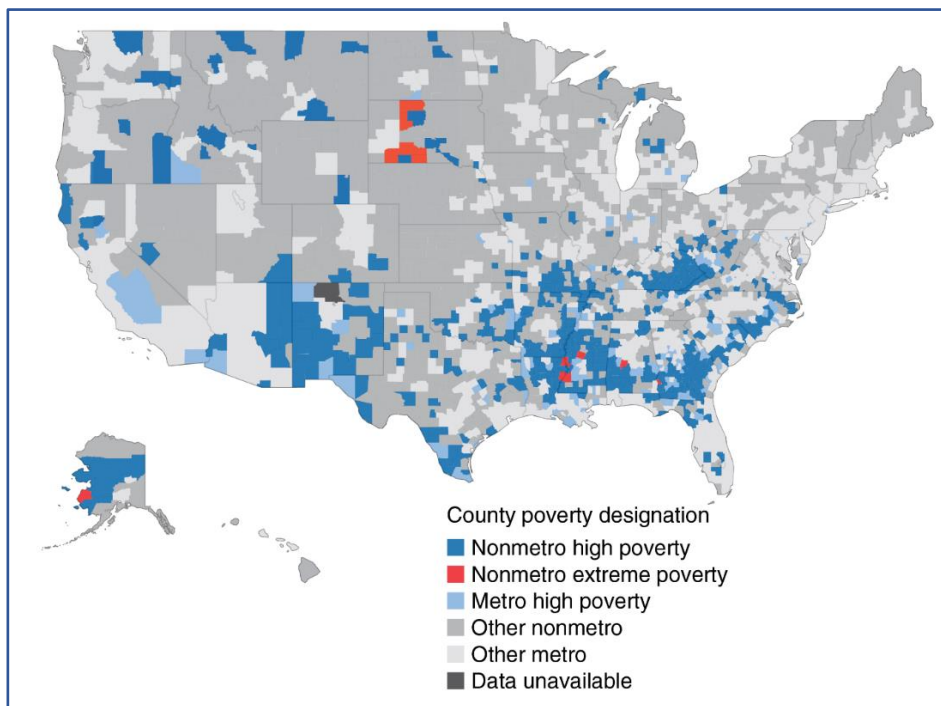 County poverty designation
Nonmetro high poverty
Nonmetro extreme poverty
Metro high poverty
Other nonmetro
Other metro
Data unavailable